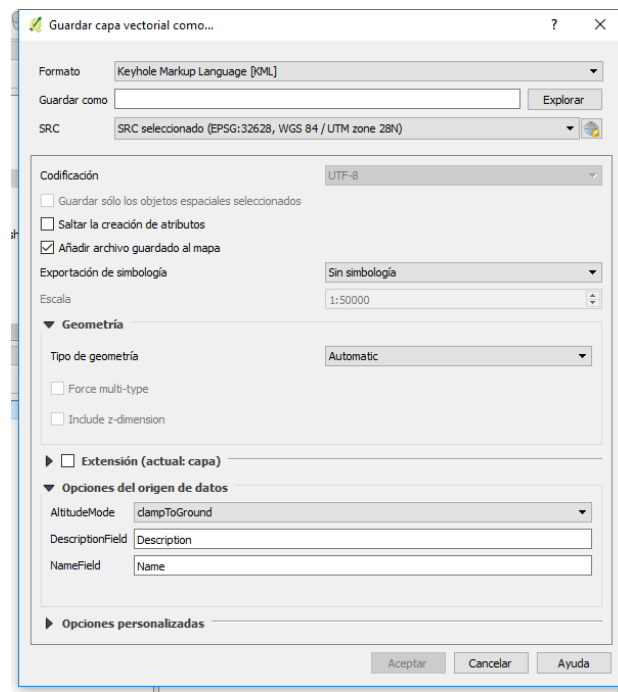 Guardar capa vectorial como...
?
Formato Keyhole Markup Language [KML]
Guardar como Explorar
SRC SRC seleccionado (EPSG:32628, WGS 84 / UTM zone 28N)
Codificación UTF-8
Guardar sólo los objetos espaciales seleccionados
Saltar la creación de atributos
Añadir archivo guardado al mapa
Exportación de simbología Sin simbología
Escala 1:50000
Geometría
Tipo de geometría Automatic
Force multi-type
Include z-dimension
Extensión (actual: capa)
Opciones del origen de datos
AltitudeMode clampToGround
DescriptionField Description
NameField Name
Opciones personalizadas
Aceptar Cancelar Ayuda